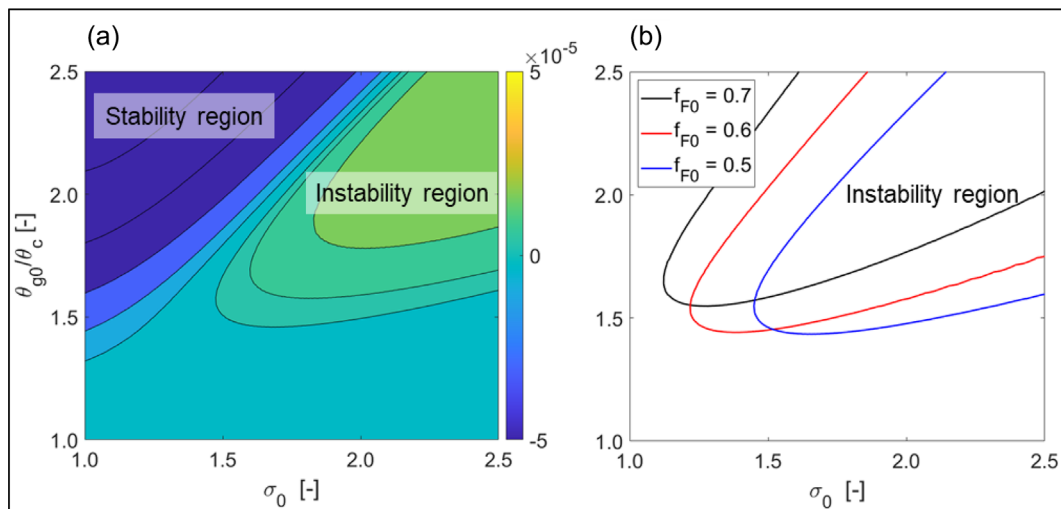 (a)
×10⁻⁵
2.5
2.0
1.5
1.0
θg0/θc [-]
Stability region
Instability region
1.0
1.5
2.0
2.5
σ0 [-]
5
0
-5
(b)
2.5
2.0
1.5
1.0
fF0 = 0.7
fF0 = 0.6
fF0 = 0.5
Instability region
1.0
1.5
2.0
2.5
σ0 [-]